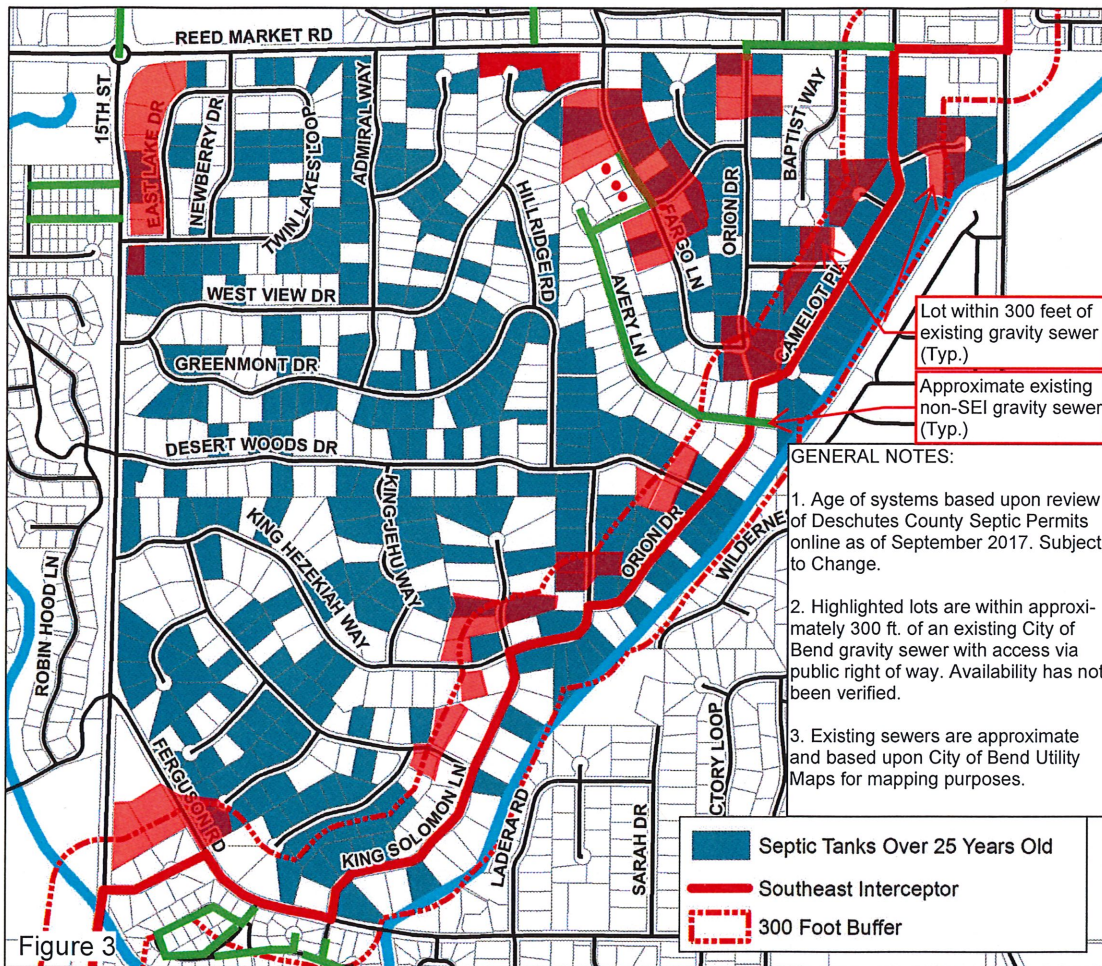 REED MARKET RD
15TH ST
EAST LAKE DR
NEWBERRY DR
TWIN LAKES LOOP
ADMIRAL WAY
HILLRIDGE RD
FARGO LN
ORION DR
BAPTIST WAY
AVERY LN
CAMELOT PL
WEST VIEW DR
GREENMONT DR
DESERT WOODS DR
KING JEHU WAY
KING HEZEKIAH WAY
ORION DR
WILDERNE
ROBIN HOOD LN
FERGUSON RD
KING SOLOMON LN
LADERA RD
SARAH DR
CTORY LOOP
Lot within 300 feet of
existing gravity sewer
(Typ.)
Approximate existing
non-SEI gravity sewer
(Typ.)
GENERAL NOTES:
1. Age of systems based upon review
of Deschutes County Septic Permits
online as of September 2017. Subject
to Change.
2. Highlighted lots are within approxi-
mately 300 ft. of an existing City of
Bend gravity sewer with access via
public right of way. Availability has not
been verified.
3. Existing sewers are approximate
and based upon City of Bend Utility
Maps for mapping purposes.
Septic Tanks Over 25 Years Old
Southeast Interceptor
300 Foot Buffer
Figure 3